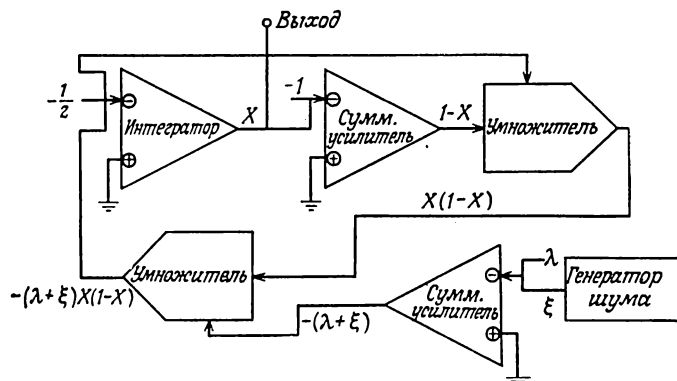 Выход
-1/2
⊖
Интегратор
⊕
X
-1
⊖
Сумм.
усилитель
⊕
1-X
Умножитель
X(1-X)
Умножитель
-(λ+ξ)X(1-X)
-(λ+ξ)
Сумм.
усилитель
⊖
⊕
λ
ξ
Генератор
шума